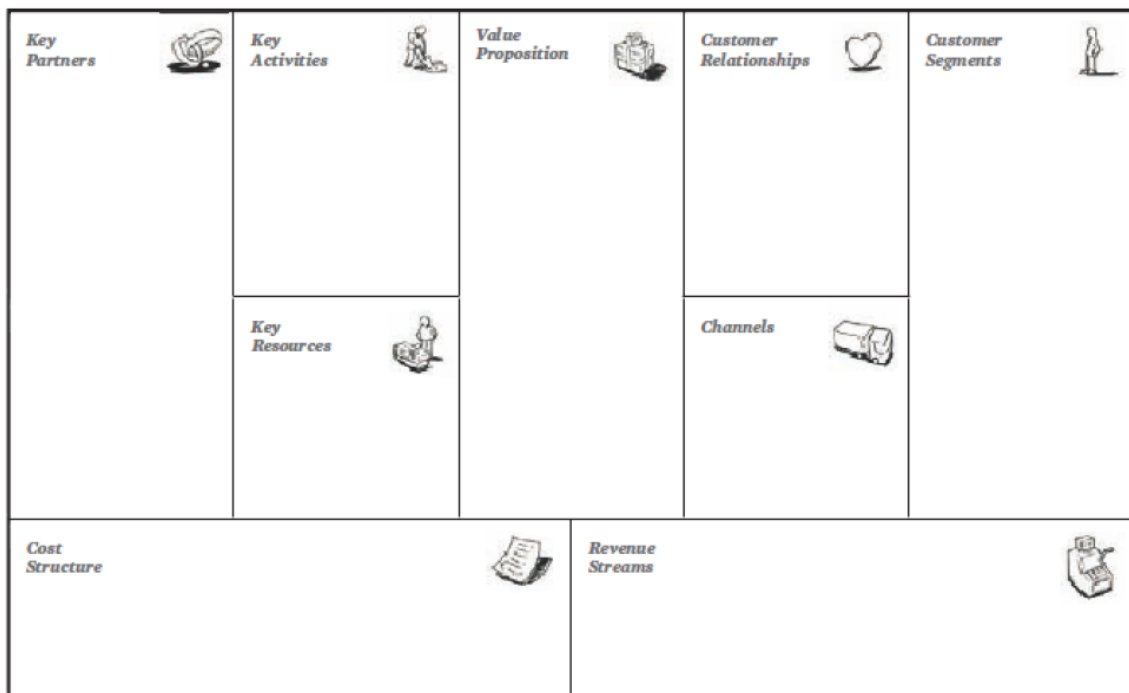 Key
Partners
Key
Activities
Value
Proposition
Customer
Relationships
Customer
Segments
Key
Resources
Channels
Cost
Structure
Revenue
Streams